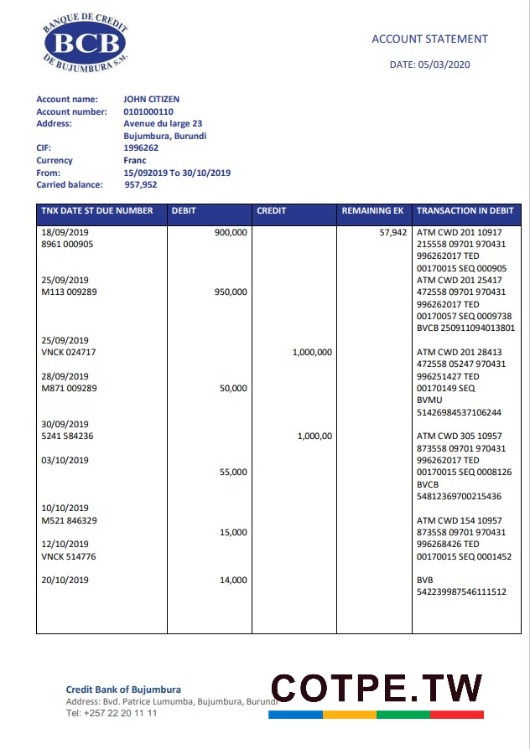 BANQUE DE CREDIT
BCB
DE BUJUMBURA S.M.
ACCOUNT STATEMENT
DATE: 05/03/2020
Account name: JOHN CITIZEN
Account number: 0101000110
Address: Avenue du large 23
Bujumbura, Burundi
CIF: 1996262
Currency Franc
From: 15/092019 To 30/10/2019
Carried balance: 957,952
TNX DATE ST DUE NUMBER DEBIT CREDIT REMAINING EK TRANSACTION IN DEBIT
18/09/2019 900,000 57,942 ATM CWD 201 10917
8961 000905 215558 09701 970431
996262017 TED
00170015 SEQ 000905
25/09/2019 ATM CWD 201 25417
M113 009289 950,000 472558 09701 970431
996262017 TED
00170057 SEQ 0009738
BVCB 250911094013801
25/09/2019
VNCK 024717 1,000,000 ATM CWD 201 28413
472558 05247 970431
28/09/2019 996251427 TED
M871 009289 50,000 00170149 SEQ
BVMU
51426984537106244
30/09/2019
5241 584236 1,000,00 ATM CWD 305 10957
873558 09701 970431
03/10/2019 996262017 TED
55,000 00170015 SEQ 0008126
BVCB
54812369700215436
10/10/2019
M521 846329 ATM CWD 154 10957
15,000 873558 09701 970431
12/10/2019 996268426 TED
VNCK 514776 00170015 SEQ 0001452
20/10/2019 14,000 BVB
542239987546111512
Credit Bank of Bujumbura
Address: Bvd. Patrice Lumumba, Bujumbura, Burundi
Tel: +257 22 20 11 11
COTPE.TW